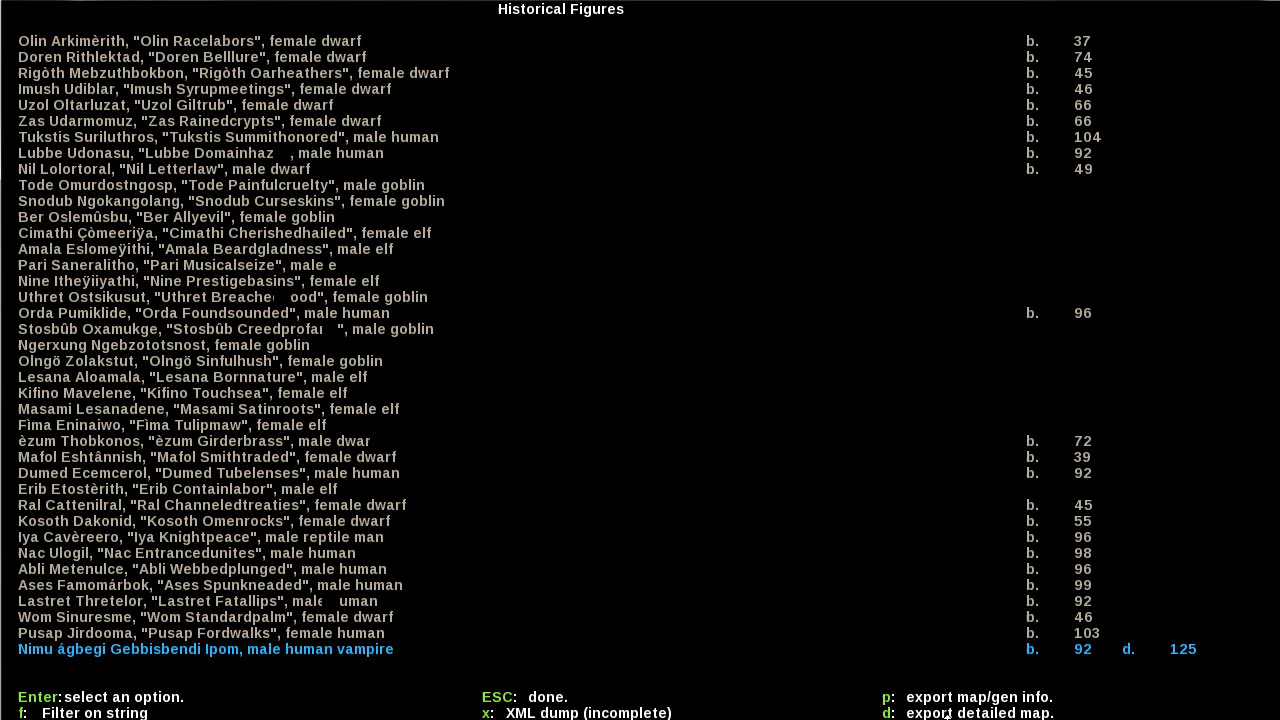 Historical Figures
Olin Arkimèrith, "Olin Racelabors", female dwarf b. 37
Doren Rithlektad, "Doren Belllure", female dwarf b. 74
Rigòth Mebzuthbokbon, "Rigòth Oarheathers", female dwarf b. 45
Imush Udiblar, "Imush Syrupmeetings", female dwarf b. 46
Uzol Oltarluzat, "Uzol Giltrub", female dwarf b. 66
Zas Udarmomuz, "Zas Rainedcrypts", female dwarf b. 66
Tukstis Suriluthros, "Tukstis Summithonored", male human b. 104
Lubbe Udonasu, "Lubbe Domainhaz , male human b. 92
Nil Lolortoral, "Nil Letterlaw", male dwarf b. 49
Tode Omurdostngosp, "Tode Painfulcruelty", male goblin
Snodub Ngokangolang, "Snodub Curseskins", female goblin
Ber Oslemûsbu, "Ber Allyevil", female goblin
Cimathi Çòmeeriÿa, "Cimathi Cherishedhailed", female elf
Amala Eslomeÿithi, "Amala Beardgladness", male elf
Pari Saneralitho, "Pari Musicalseize", male e
Nine Itheÿiiyathi, "Nine Prestigebasins", female elf
Uthret Ostsikusut, "Uthret Breache ood", female goblin
Orda Pumiklide, "Orda Foundsounded", male human b. 96
Stosbûb Oxamukge, "Stosbûb Creedprofa ", male goblin
Ngerxung Ngebzototsnost, female goblin
Olngö Zolakstut, "Olngö Sinfulhush", female goblin
Lesana Aloamala, "Lesana Bornnature", male elf
Kifino Mavelene, "Kifino Touchsea", female elf
Masami Lesanadene, "Masami Satinroots", female elf
Fìma Eninaiwo, "Fìma Tulipmaw", female elf
èzum Thobkonos, "èzum Girderbrass", male dwar b. 72
Mafol Eshtânnish, "Mafol Smithtraded", female dwarf b. 39
Dumed Ecemcerol, "Dumed Tubelenses", male human b. 92
Erib Etostèrith, "Erib Containlabor", male elf
Ral Cattenilral, "Ral Channeledtreaties", female dwarf b. 45
Kosoth Dakonid, "Kosoth Omenrocks", female dwarf b. 55
Iya Cavèreero, "Iya Knightpeace", male reptile man b. 96
Nac Ulogil, "Nac Entrancedunites", male human b. 98
Abli Metenulce, "Abli Webbedplunged", male human b. 96
Ases Famomárbok, "Ases Spunkneaded", male human b. 99
Lastret Thretelor, "Lastret Fatallips", male uman b. 92
Wom Sinuresme, "Wom Standardpalm", female dwarf b. 46
Pusap Jirdooma, "Pusap Fordwalks", female human b. 103
Nimu ágbegi Gebbisbendi Ipom, male human vampire b. 92 d. 125
Enter: select an option. ESC: done. p: export map/gen info.
f: Filter on string x: XML dump (incomplete) d: export detailed map.